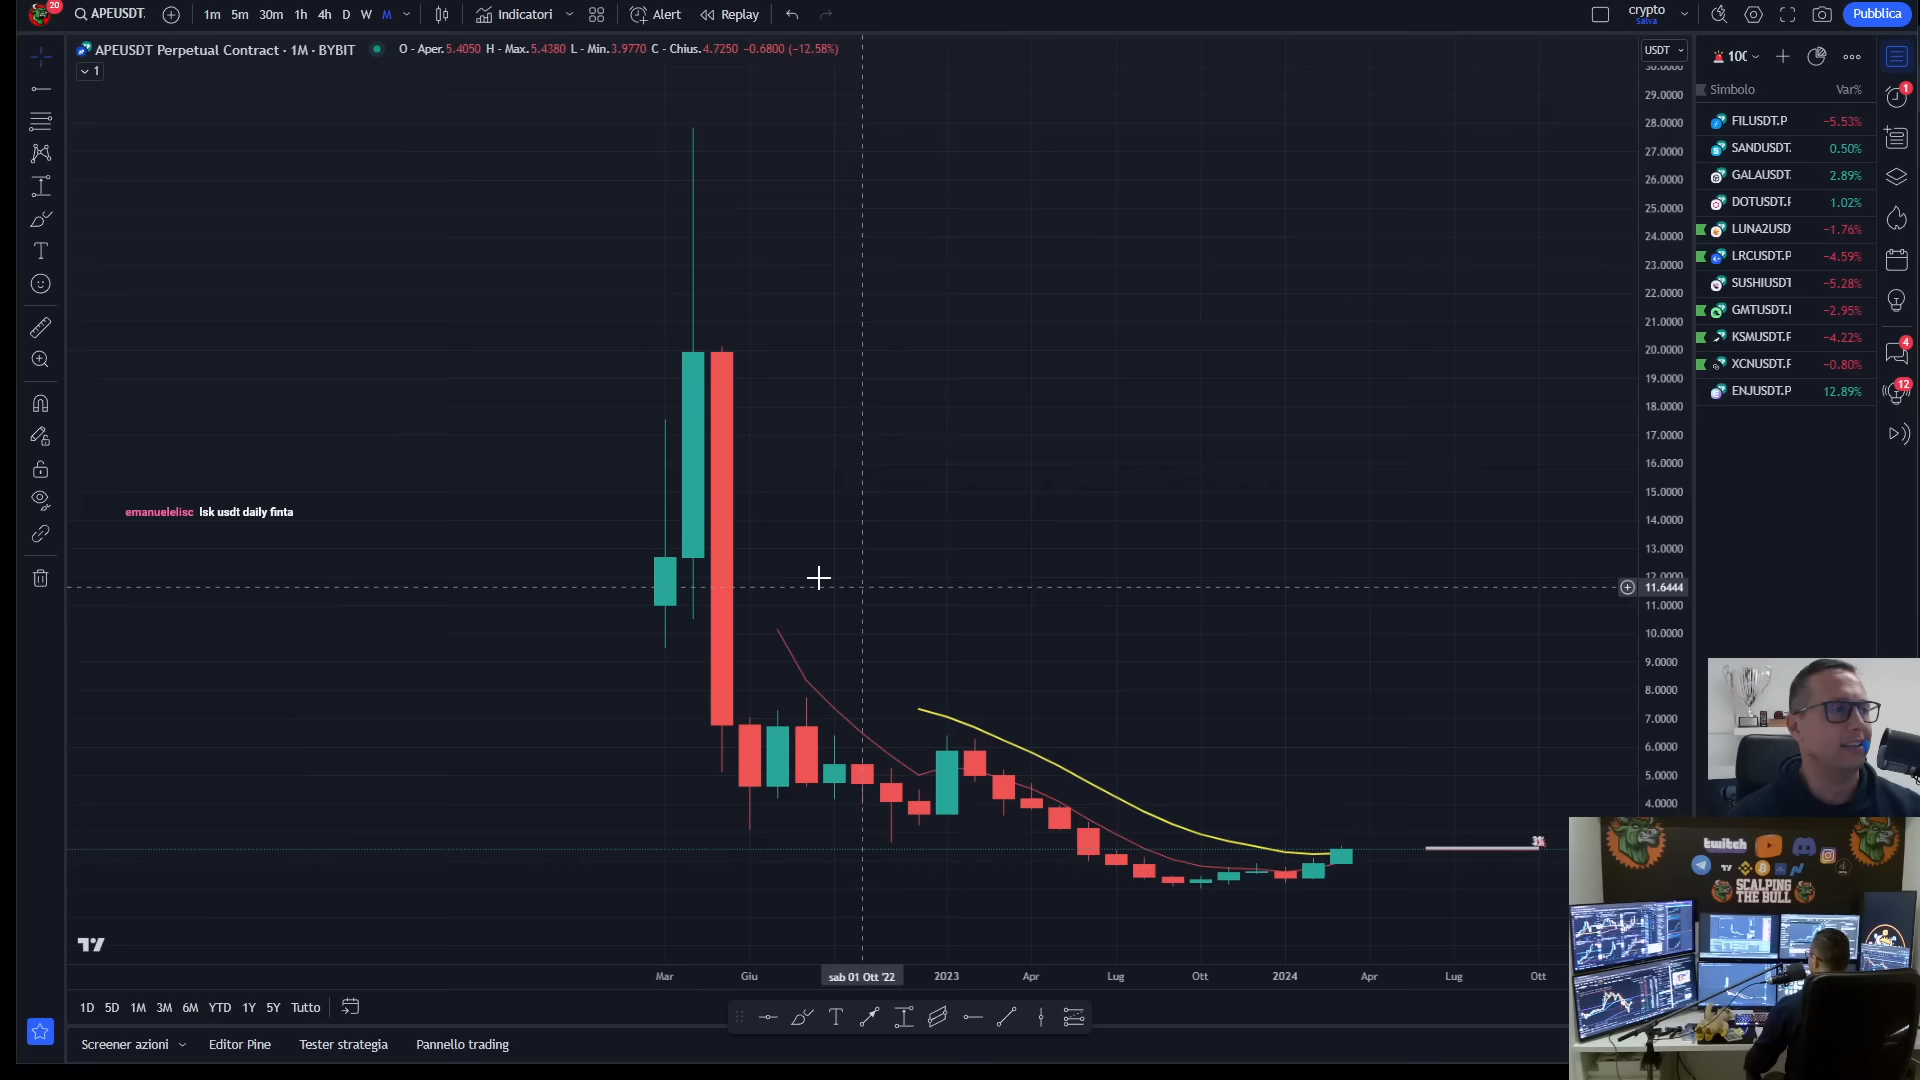 20
APEUSDT.
1m 5m 30m 1h 4h D W M
Indicatori
Alert
Replay
crypto
Salva
Pubblica
APEUSDT Perpetual Contract · 1M · BYBIT
O - Aper.5.4050 H - Max.5.4380 L - Min.3.9770 C - Chius.4.7250 −0.6800 (−12.58%)
1
USDT
30.0000
29.0000
28.0000
27.0000
26.0000
25.0000
24.0000
23.0000
22.0000
21.0000
20.0000
19.0000
18.0000
17.0000
16.0000
15.0000
14.0000
13.0000
12.0000
11.6444
11.0000
10.0000
9.0000
8.0000
7.0000
6.0000
5.0000
4.0000
Simbolo Var%
FILUSDT.P −5.53%
SANDUSDT. 0.50%
GALAUSDT. 2.89%
DOTUSDT.F 1.02%
LUNA2USD −1.76%
LRCUSDT.P −4.59%
SUSHIUSDT −5.28%
GMTUSDT.I −2.95%
KSMUSDT.F −4.22%
XCNUSDT.F −0.80%
ENJUSDT.P 12.89%
1
4
12
emanuelelisc lsk usdt daily finta
Mar Giu sab 01 Ott '22 2023 Apr Lug Ott 2024 Apr Lug Ott
1D 5D 1M 3M 6M YTD 1Y 5Y Tutto
Screener azioni Editor Pine Tester strategia Pannello trading
twitch
SCALPING
THE BULL